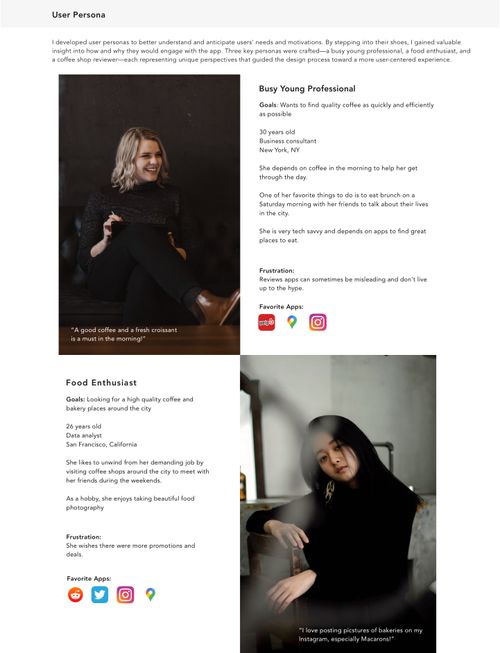 User Persona
I developed user personas to better understand and anticipate users' needs and motivations. By stepping into their shoes, I gained valuable
insight into how and why they would engage with the app. Three key personas were crafted—a busy young professional, a food enthusiast, and
a coffee shop reviewer—each representing unique perspectives that guided the design process toward a more user-centered experience.
Busy Young Professional
Goals: Wants to find quality coffee as quickly and efficiently
as possible
30 years old
Business consultant
New York, NY
She depends on coffee in the morning to help her get
through the day.
One of her favorite things to do is to eat brunch on a
Saturday morning with her friends to talk about their lives
in the city.
She is very tech savvy and depends on apps to find great
places to eat.
Frustration:
Reviews apps can sometimes be misleading and don't live
up to the hype.
Favorite Apps:
yelp
"A good coffee and a fresh croissant
is a must in the morning!"
Food Enthusiast
Goals: Looking for a high quality coffee and
bakery places around the city
26 years old
Data analyst
San Francisco, California
She likes to unwind from her demanding job by
visiting coffee shops around the city to meet with
her friends during the weekends.
As a hobby, she enjoys taking beautiful food
photography
Frustration:
She wishes there were more promotions and
deals.
Favorite Apps:
"I love posting picstures of bakeries on my
Instagram, especially Macarons!"